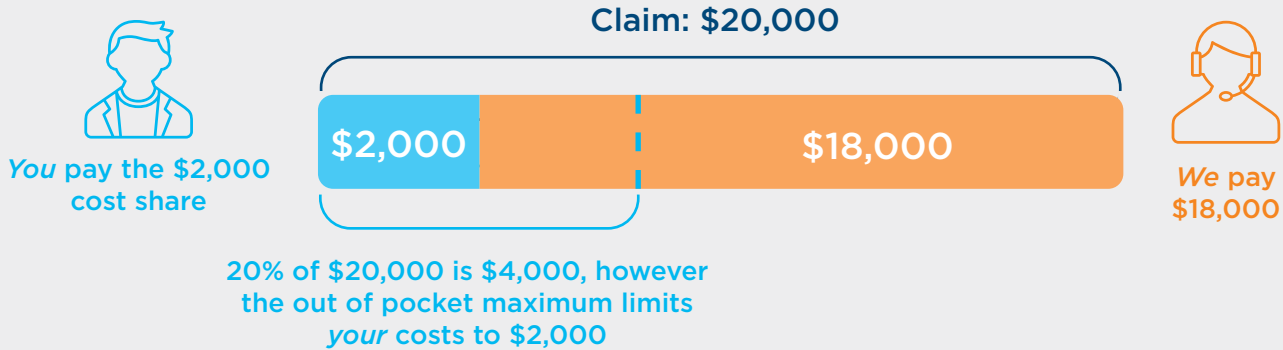 Claim: $20,000
$2,000
$18,000
You pay the $2,000
cost share
We pay
$18,000
20% of $20,000 is $4,000, however
the out of pocket maximum limits
your costs to $2,000